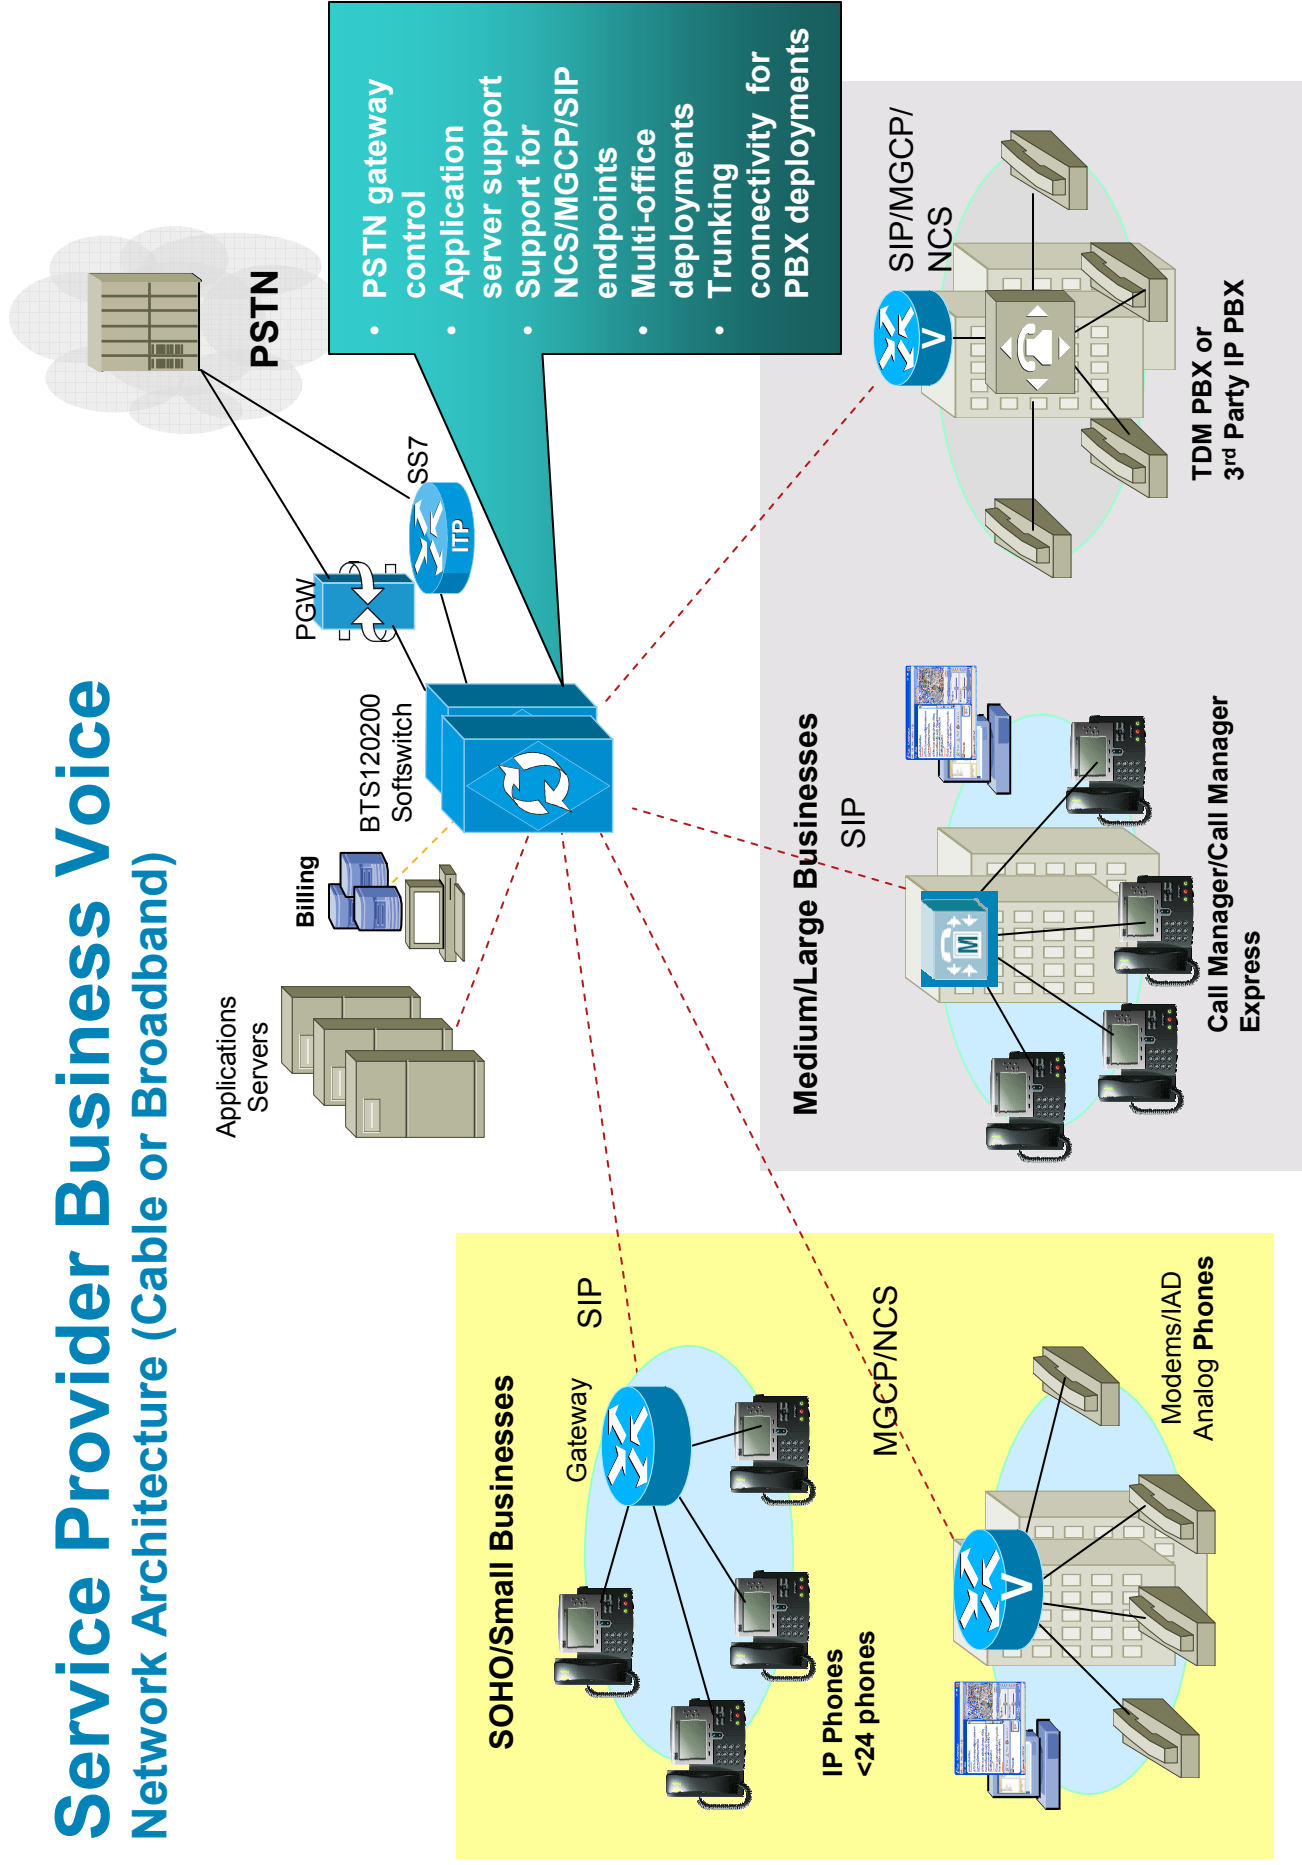 Service Provider Business Voice
Network Architecture (Cable or Broadband)
Applications
Servers
Billing
BTS120200
Softswitch
PGW
SS7
ITP
PSTN
• PSTN gateway
control
• Application
server support
• Support for
NCS/MGCP/SIP
endpoints
• Multi-office
deployments
• Trunking
connectivity for
PBX deployments
SOHO/Small Businesses
Gateway
SIP
IP Phones
<24 phones
MGCP/NCS
V
Modems/IAD
Analog Phones
Medium/Large Businesses
SIP
M
Call Manager/Call Manager
Express
SIP/MGCP/
NCS
V
TDM PBX or
3rd Party IP PBX